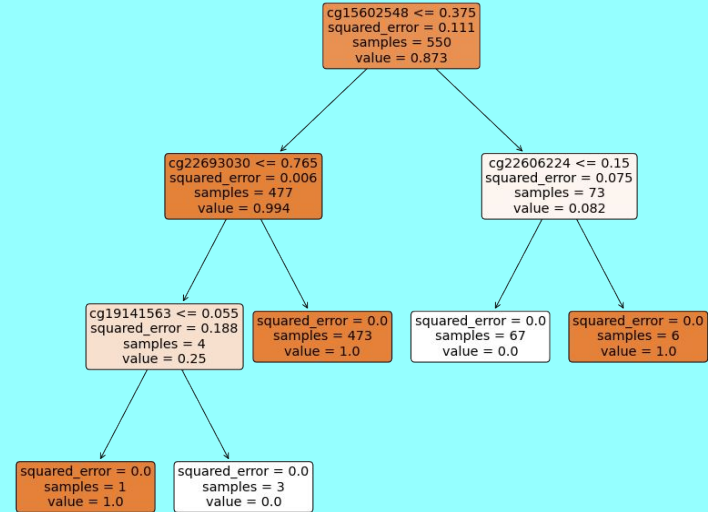 cg15602548 <= 0.375
squared_error = 0.111
samples = 550
value = 0.873
cg22693030 <= 0.765
squared_error = 0.006
samples = 477
value = 0.994
cg22606224 <= 0.15
squared_error = 0.075
samples = 73
value = 0.082
cg19141563 <= 0.055
squared_error = 0.188
samples = 4
value = 0.25
squared_error = 0.0
samples = 473
value = 1.0
squared_error = 0.0
samples = 67
value = 0.0
squared_error = 0.0
samples = 6
value = 1.0
squared_error = 0.0
samples = 1
value = 1.0
squared_error = 0.0
samples = 3
value = 0.0